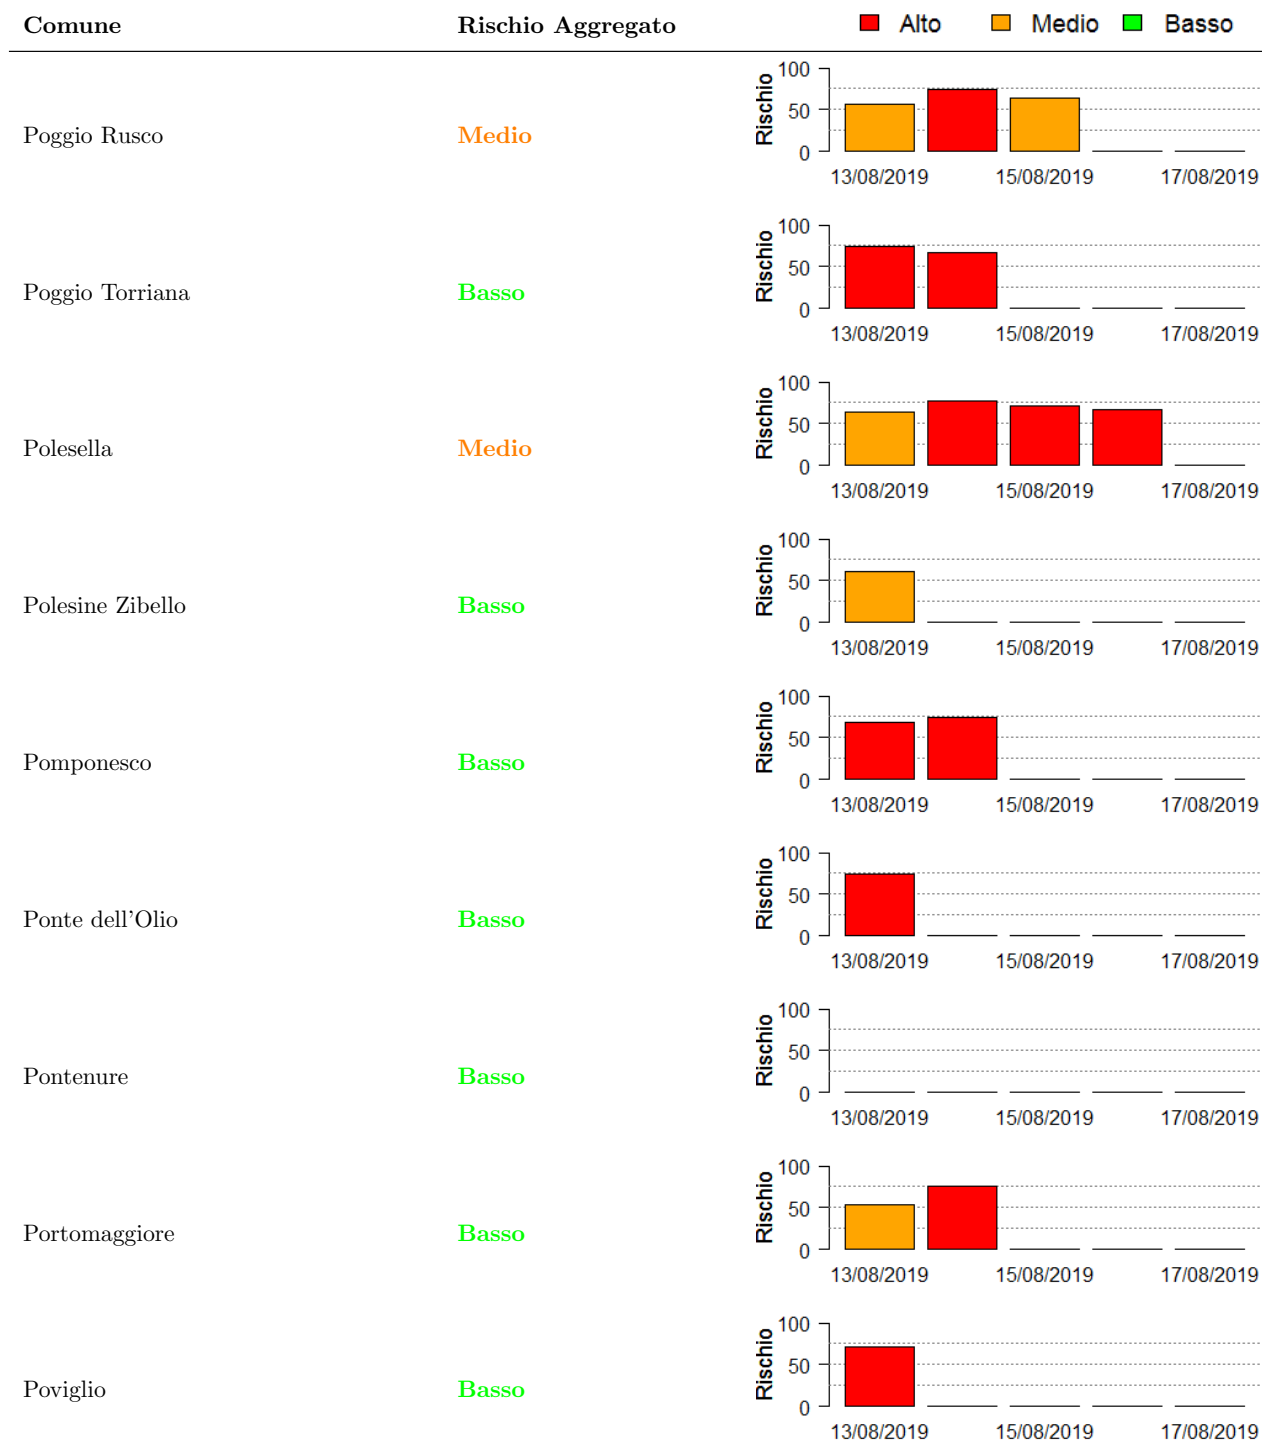 Comune Rischio Aggregato Alto Medio Basso
Poggio Rusco Medio
Rischio
100
50
0
13/08/2019 15/08/2019 17/08/2019
Poggio Torriana Basso
Rischio
100
50
0
13/08/2019 15/08/2019 17/08/2019
Polesella Medio
Rischio
100
50
0
13/08/2019 15/08/2019 17/08/2019
Polesine Zibello Basso
Rischio
100
50
0
13/08/2019 15/08/2019 17/08/2019
Pomponesco Basso
Rischio
100
50
0
13/08/2019 15/08/2019 17/08/2019
Ponte dell'Olio Basso
Rischio
100
50
0
13/08/2019 15/08/2019 17/08/2019
Pontenure Basso
Rischio
100
50
0
13/08/2019 15/08/2019 17/08/2019
Portomaggiore Basso
Rischio
100
50
0
13/08/2019 15/08/2019 17/08/2019
Poviglio Basso
Rischio
100
50
0
13/08/2019 15/08/2019 17/08/2019